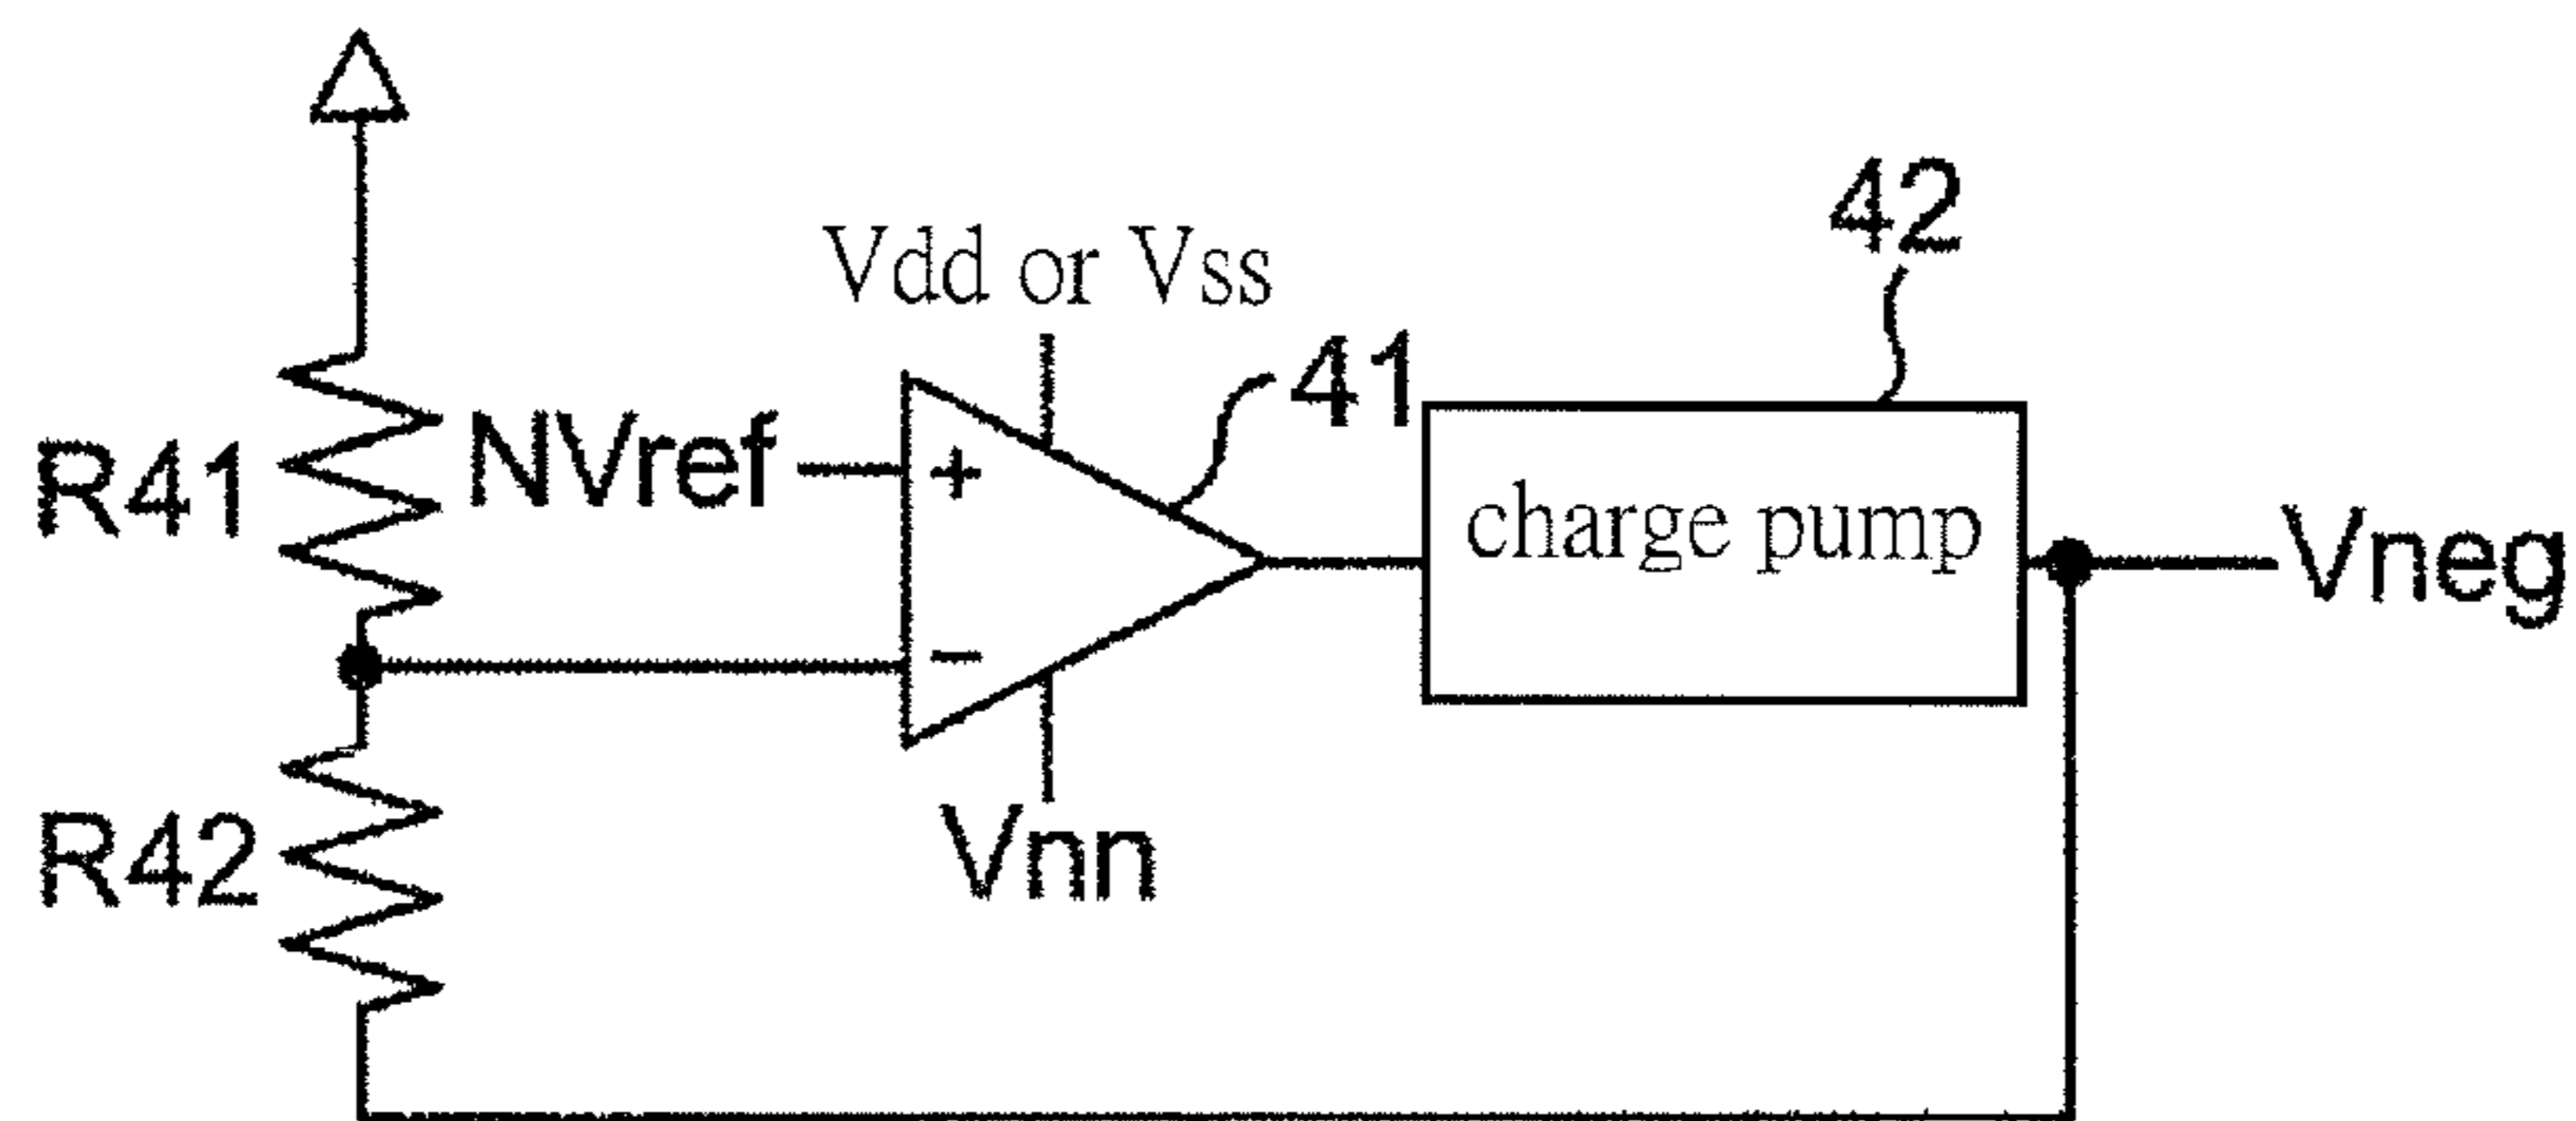 42
Vdd or Vss
41
R41
NVref
+
charge pump
Vneg
−
R42
Vnn